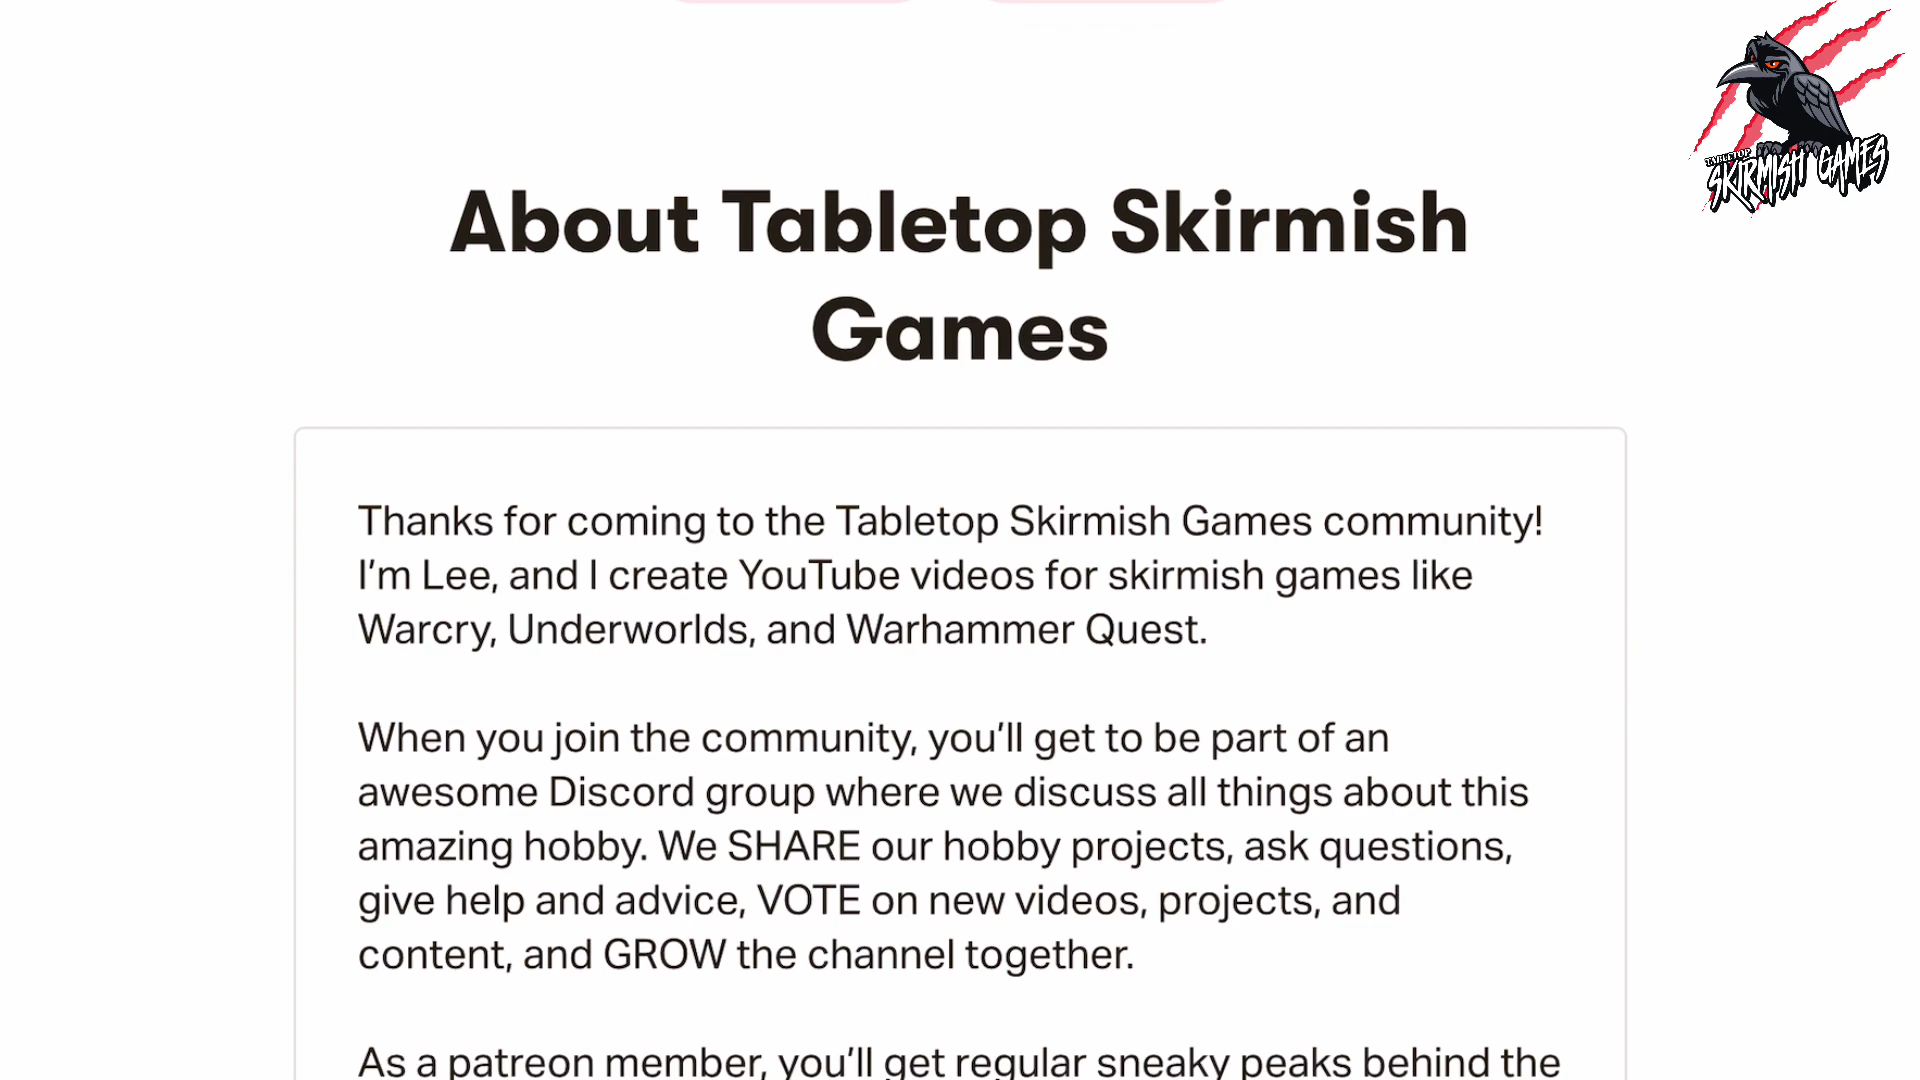 TABLETOP
SKIRMISH GAMES
About Tabletop Skirmish
Games
Thanks for coming to the Tabletop Skirmish Games community!
I’m Lee, and I create YouTube videos for skirmish games like
Warcry, Underworlds, and Warhammer Quest.
When you join the community, you’ll get to be part of an
awesome Discord group where we discuss all things about this
amazing hobby. We SHARE our hobby projects, ask questions,
give help and advice, VOTE on new videos, projects, and
content, and GROW the channel together.
As a patreon member, you’ll get regular sneaky peaks behind the